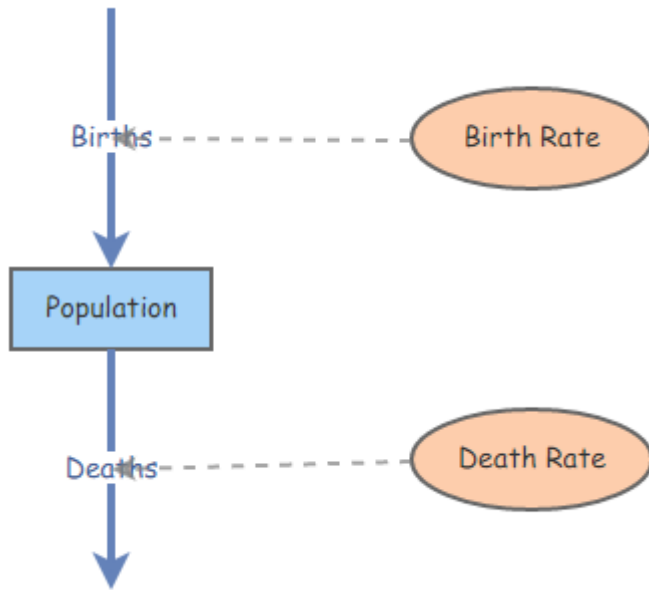 Births
Birth Rate
Population
Death Rate
Deaths